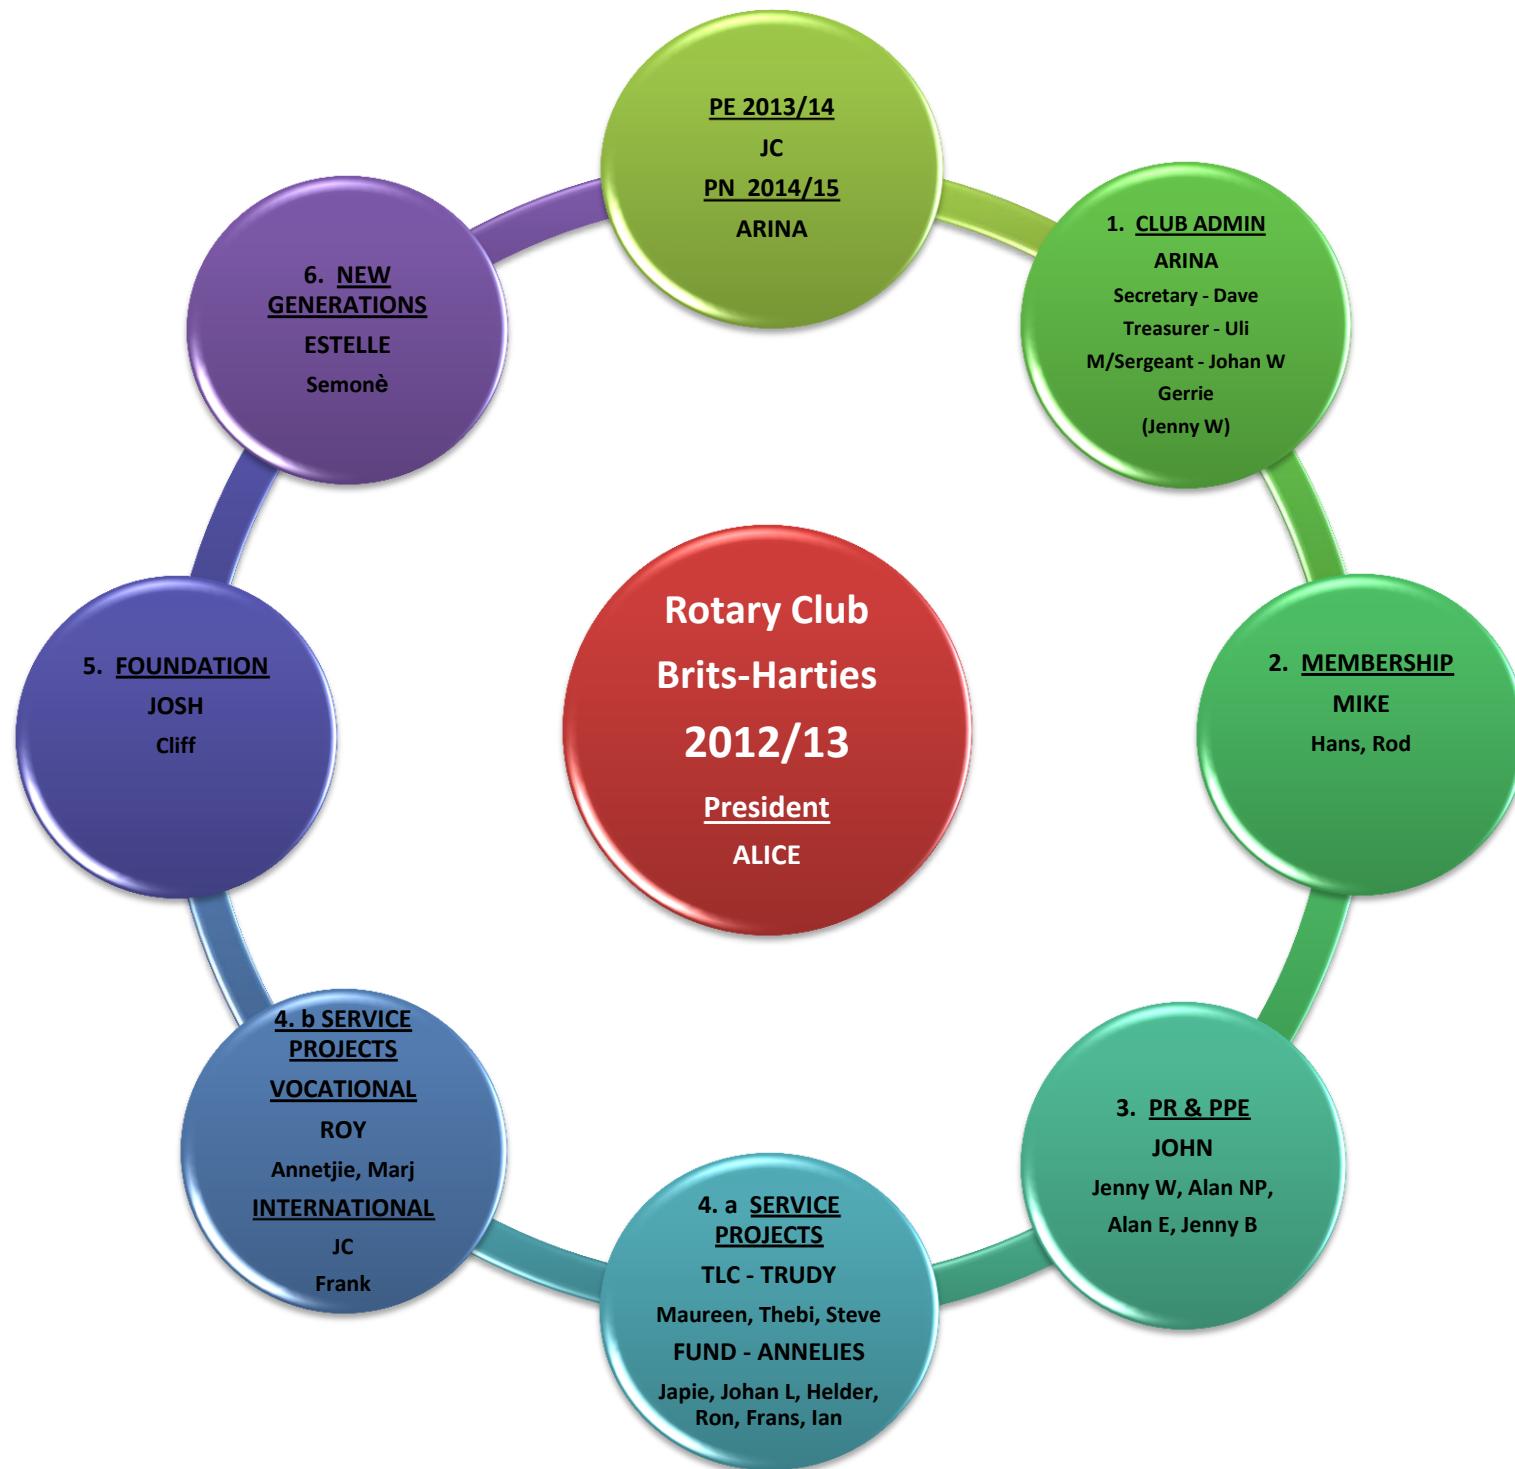 PE 2013/14
JC
PN  2014/15
ARINA
1.  CLUB ADMIN
ARINA
Secretary - Dave
Treasurer - Uli
M/Sergeant - Johan W
Gerrie
(Jenny W)
2.  MEMBERSHIP
MIKE
Hans, Rod
3.  PR & PPE
JOHN
Jenny W, Alan NP,
Alan E, Jenny B
4. a  SERVICE
PROJECTS
TLC - TRUDY
Maureen, Thebi, Steve
FUND - ANNELIES
Japie, Johan L, Helder,
Ron, Frans, Ian
4. b SERVICE
PROJECTS
VOCATIONAL
ROY
Annetjie, Marj
INTERNATIONAL
JC
Frank
5.  FOUNDATION
JOSH
Cliff
6.  NEW
GENERATIONS
ESTELLE
Semonè
Rotary Club
Brits-Harties
2012/13
President
ALICE